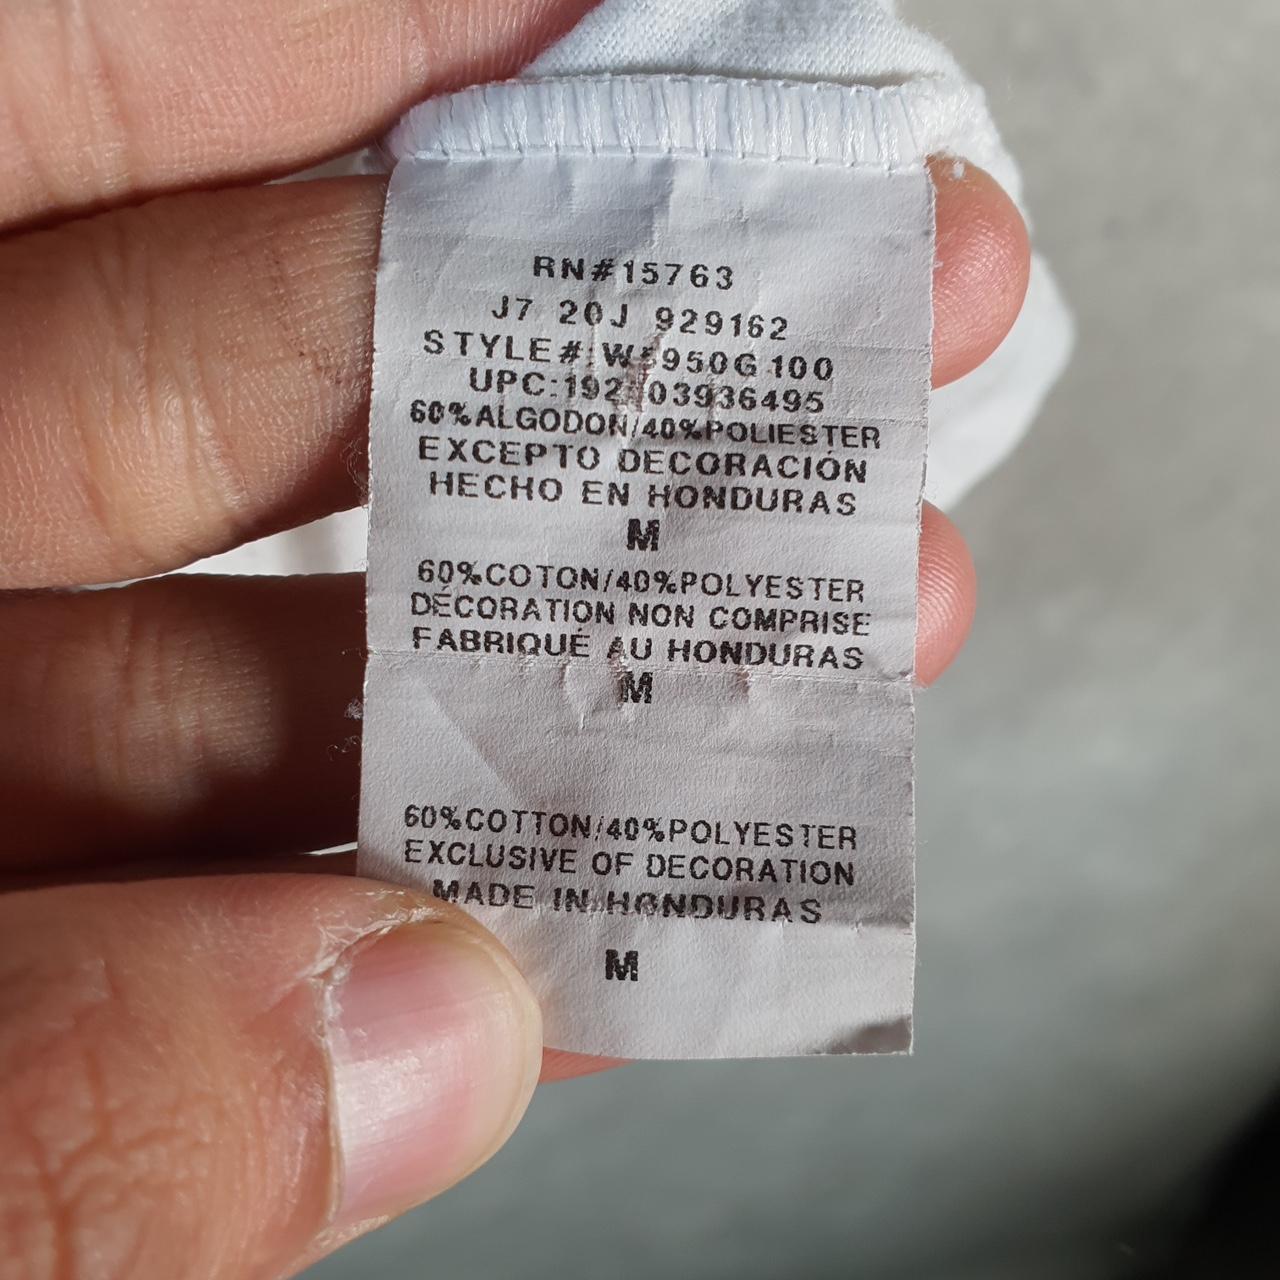 RN#15763
J7 20J 929162
STYLE# 100
UPC:
60%ALGODON/40%POLIESTER
EXCEPTO DECORACIÓN
HECHO EN HONDURAS
M
60%COTON/40%POLYESTER
DÉCORATION NON COMPRISE
FABRIQUÉ AU HONDURAS
M
60%COTTON/40%POLYESTER
EXCLUSIVE OF DECORATION
MADE IN HONDURAS
M